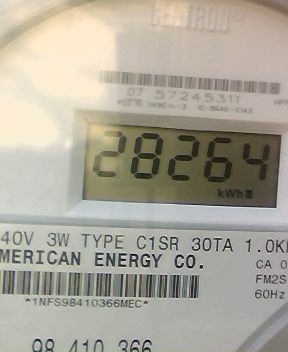 CENTRON
07 57245311
28264
kWh
40V 3W TYPE C1SR 30TA 1.0K
MERICAN ENERGY CO.
CA 0
FM2S
60Hz
*1NFS98410366MEC*
98 410 366